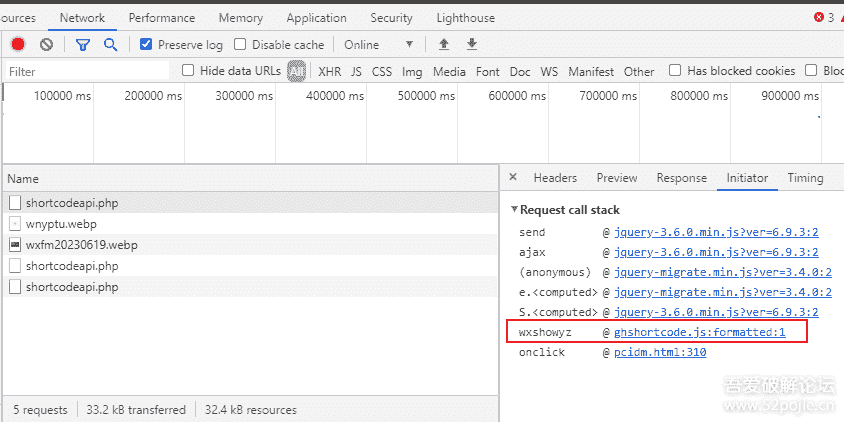 ources Network Performance Memory Application Security Lighthouse 3
Preserve log Disable cache Online
Filter Hide data URLs All XHR JS CSS Img Media Font Doc WS Manifest Other Has blocked cookies Bloc
100000 ms 200000 ms 300000 ms 400000 ms 500000 ms 600000 ms 700000 ms 800000 ms 900000 ms
Name
shortcodeapi.php
wnyptu.webp
wxfm20230619.webp
shortcodeapi.php
shortcodeapi.php
5 requests 33.2 kB transferred 32.4 kB resources
× Headers Preview Response Initiator Timing
Request call stack
send @ jquery-3.6.0.min.js?ver=6.9.3:2
ajax @ jquery-3.6.0.min.js?ver=6.9.3:2
(anonymous) @ jquery-migrate.min.js?ver=3.4.0:2
e.<computed> @ jquery-migrate.min.js?ver=3.4.0:2
S.<computed> @ jquery-3.6.0.min.js?ver=6.9.3:2
wxshowyz @ ghshortcode.js:formatted:1
onclick @ pcidm.html:310
吾爱破解论坛
www.52pojie.cn